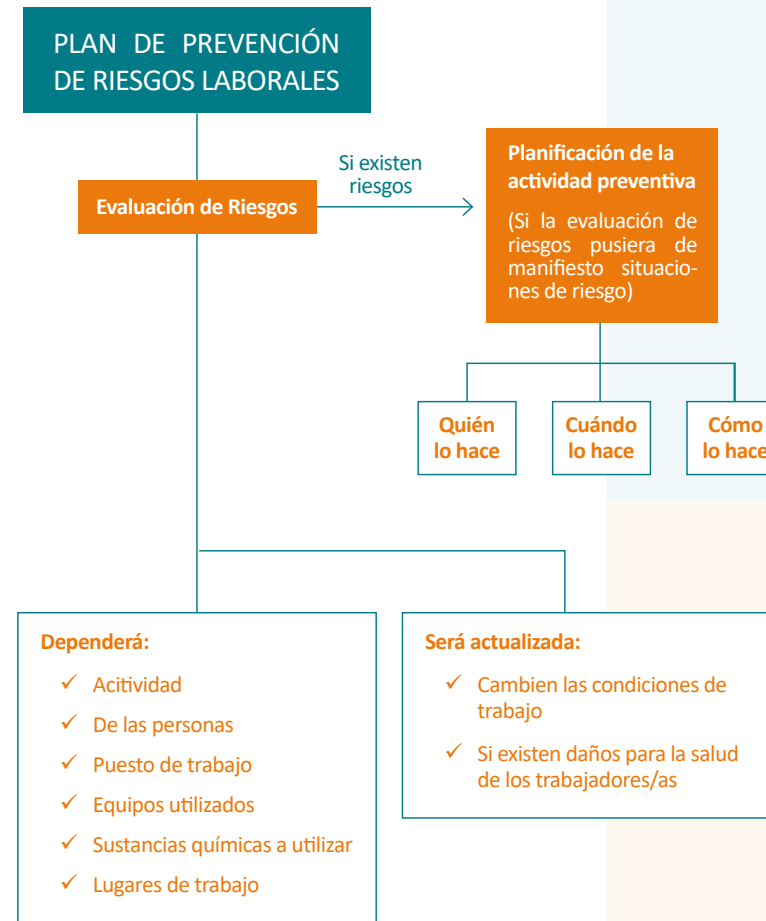 PLAN DE PREVENCIÓN
DE RIESGOS LABORALES
Evaluación de Riesgos
Si existen
riesgos
Planificación de la
actividad preventiva
(Si la evaluación de
riesgos pusiera de
manifiesto situacio-
nes de riesgo)
Quién
lo hace
Cuándo
lo hace
Cómo
lo hace
Dependerá:
✓ Acitividad
✓ De las personas
✓ Puesto de trabajo
✓ Equipos utilizados
✓ Sustancias químicas a utilizar
✓ Lugares de trabajo
Será actualizada:
✓ Cambien las condiciones de
trabajo
✓ Si existen daños para la salud
de los trabajadores/as